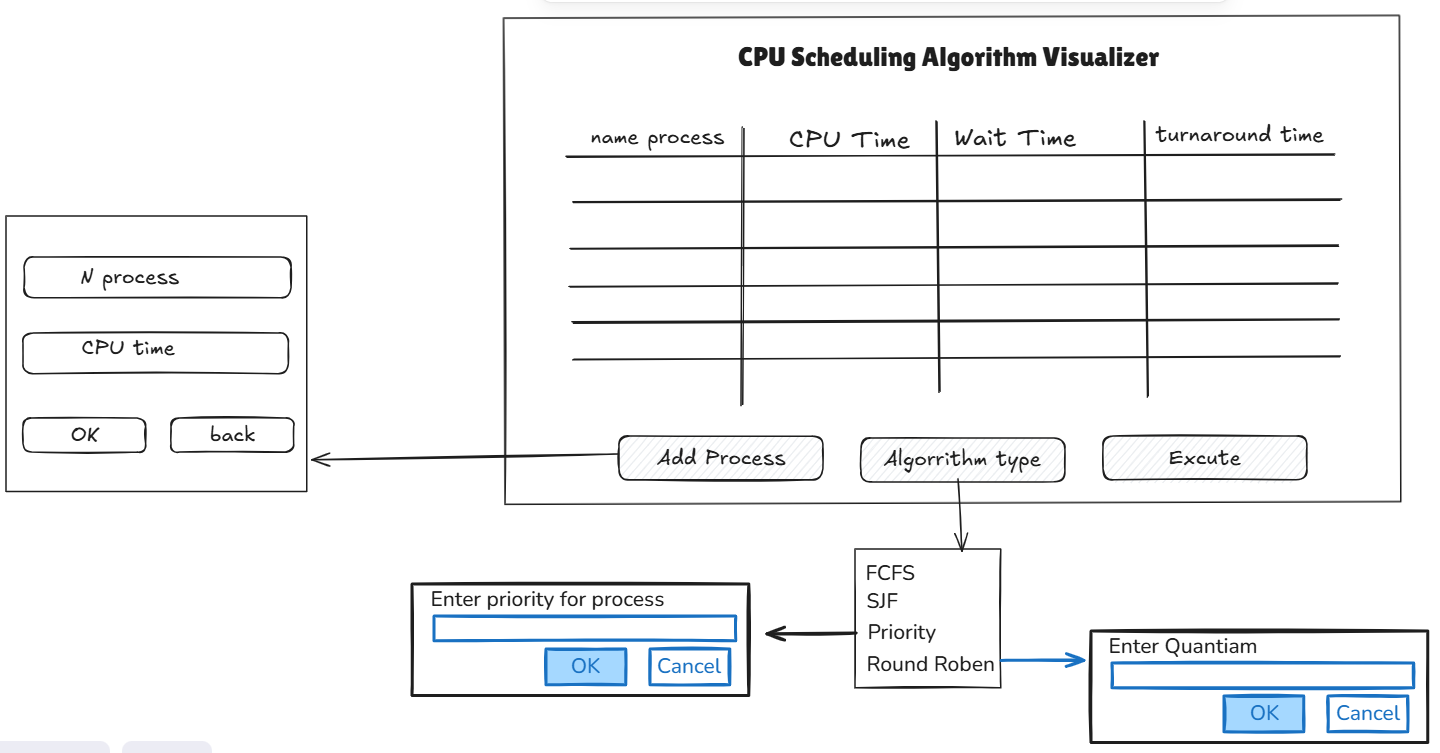 CPU Scheduling Algorithm Visualizer
name process CPU Time Wait Time turnaround time
N process
CPU time
OK back
Add Process Algorrithm type Excute
FCFS
SJF
Priority
Round Roben
Enter priority for process
OK Cancel
Enter Quantiam
OK Cancel